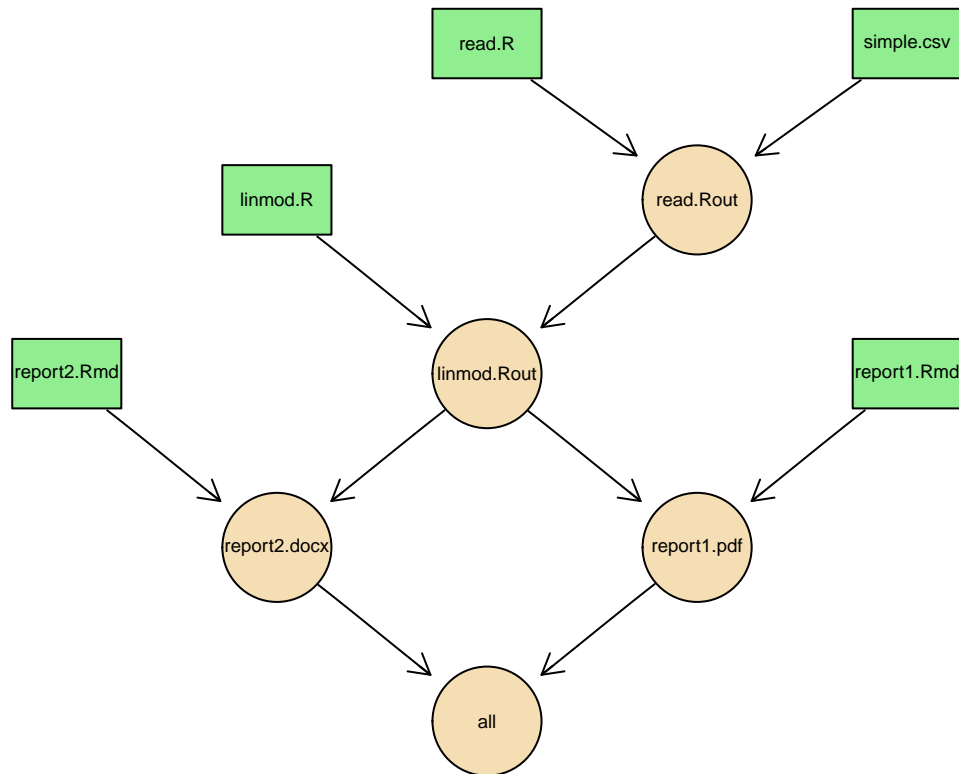 read.R
simple.csv
linmod.R
read.Rout
report2.Rmd
linmod.Rout
report1.Rmd
report2.docx
report1.pdf
all